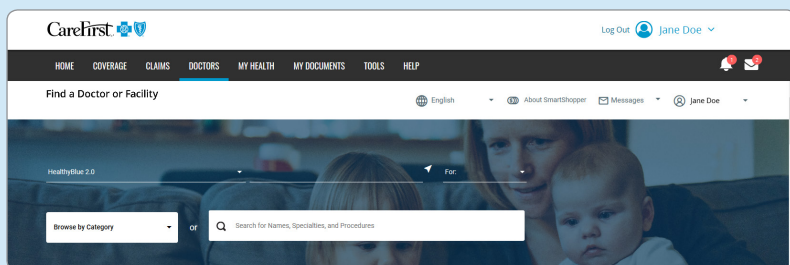 CareFirst
Log Out Jane Doe
HOME COVERAGE CLAIMS DOCTORS MY HEALTH MY DOCUMENTS TOOLS HELP
Find a Doctor or Facility
English About SmartShopper Messages Jane Doe
HealthyBlue 2.0 For:
Browse by Category or Search for Names, Specialties, and Procedures